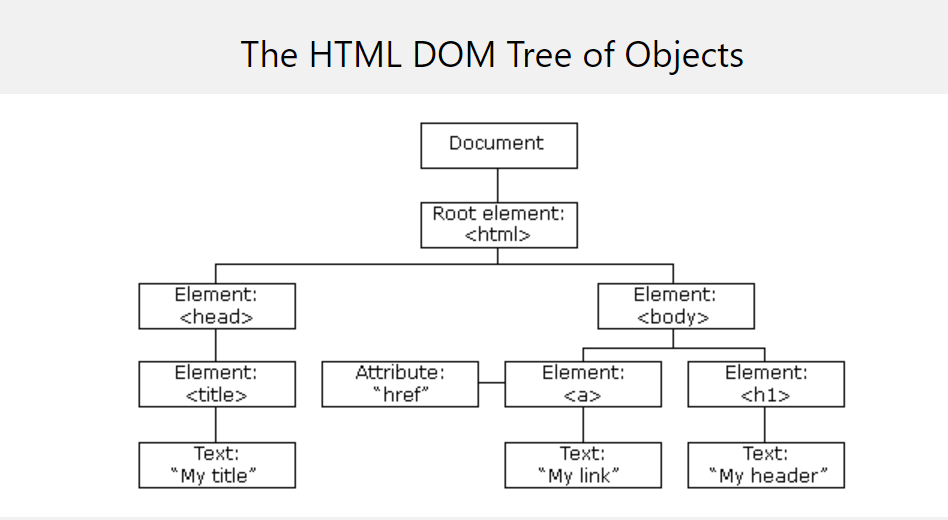 The HTML DOM Tree of Objects
Document
Root element:
<html>
Element:
<head>
Element:
<body>
Element:
<title>
Attribute:
“href”
Element:
<a>
Element:
<h1>
Text:
“My title”
Text:
“My link”
Text:
“My header”